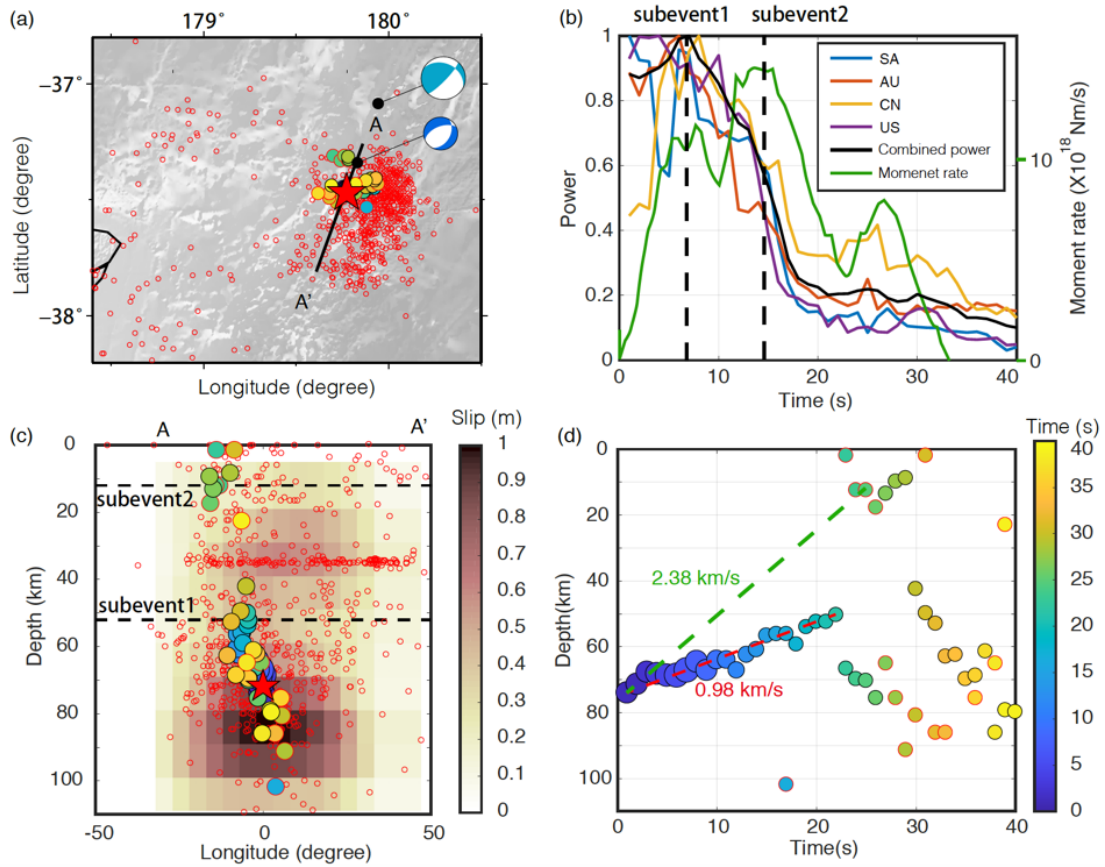 (a)
179
180
−37
−38
Latitude (degree)
Longitude (degree)
A
A'
(b)
subevent1
subevent2
1
0.8
0.6
0.4
0.2
0
Power
SA
AU
CN
US
Combined power
Momenet rate
10
0
Moment rate (X10^18 Nm/s)
0
10
20
30
40
Time (s)
(c)
A
A'
Slip (m)
0
20
40
60
80
100
Depth (km)
subevent2
subevent1
-50
0
50
Longitude (degree)
1
0.9
0.8
0.7
0.6
0.5
0.4
0.3
0.2
0.1
0
(d)
Time (s)
0
20
40
60
80
100
Depth(km)
2.38 km/s
0.98 km/s
0
10
20
30
40
Time(s)
40
35
30
25
20
15
10
5
0